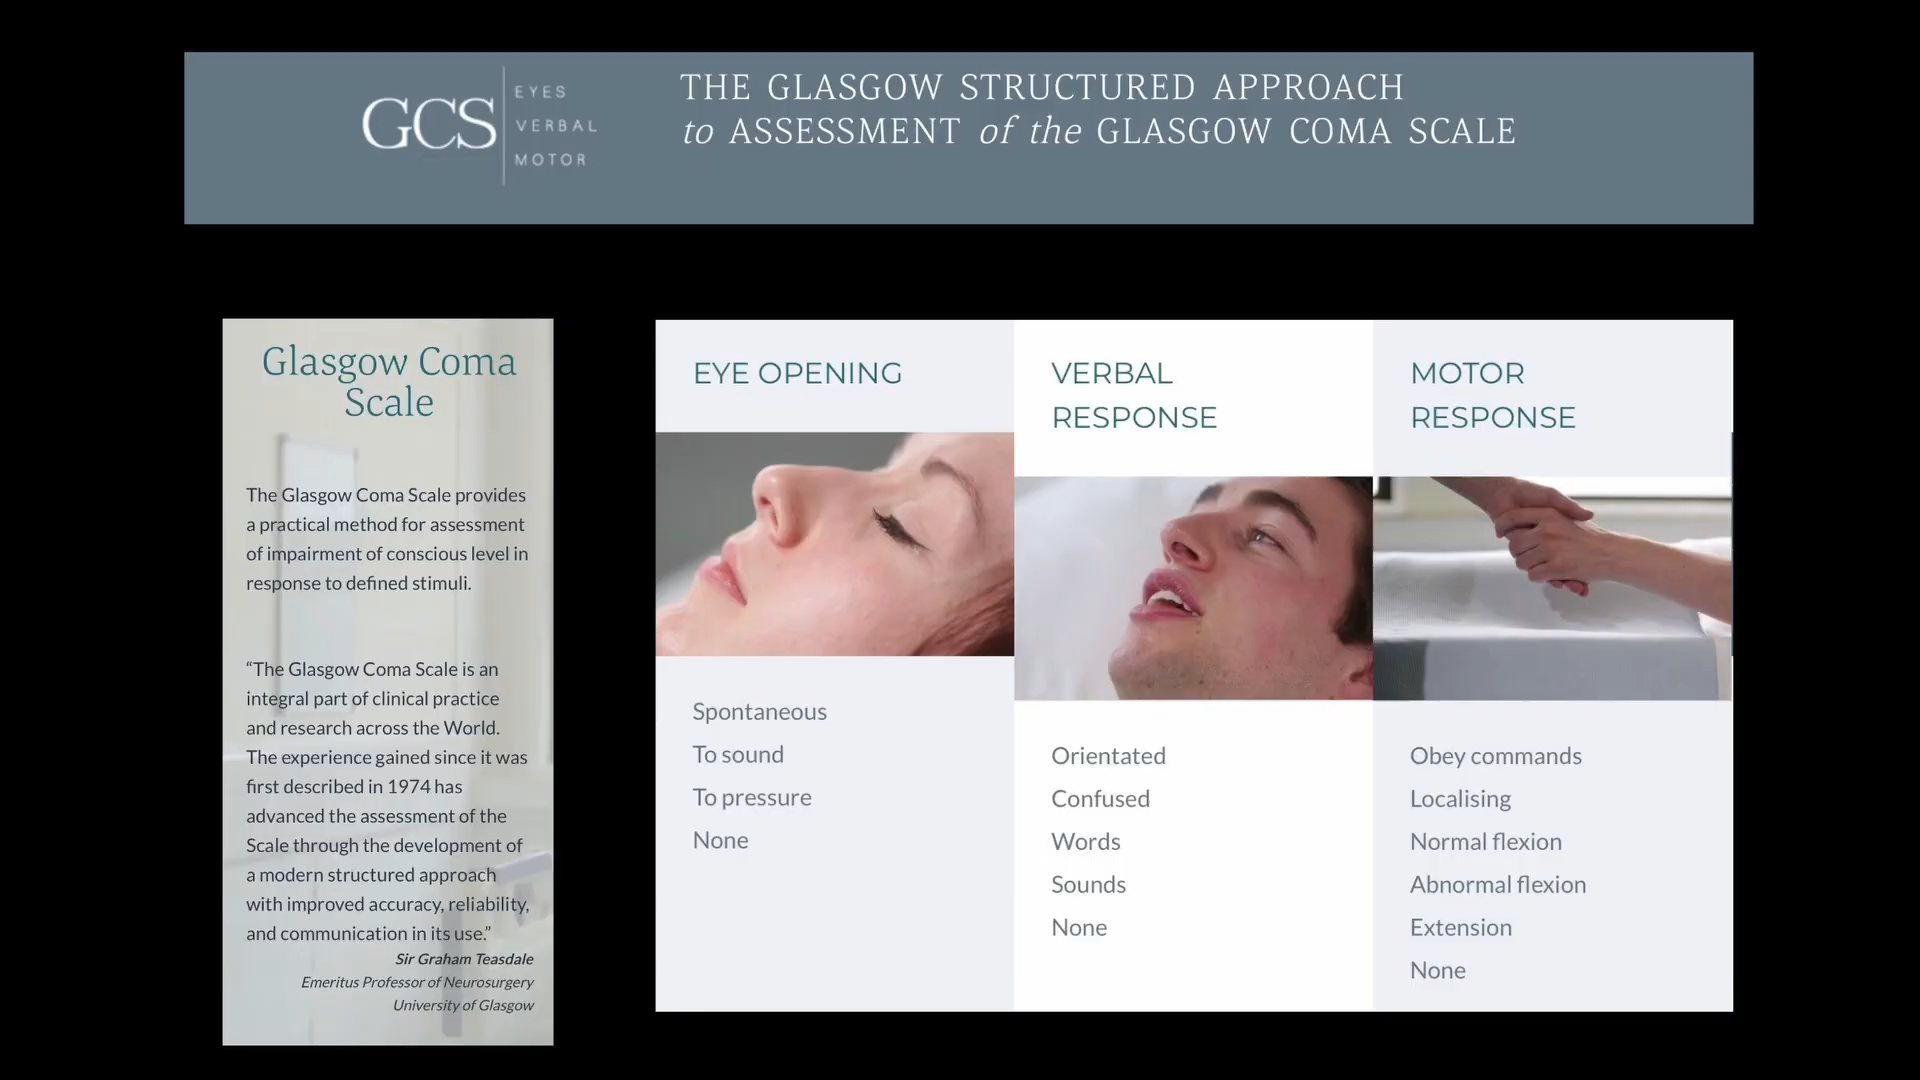 GCS
EYES
VERBAL
MOTOR
THE GLASGOW STRUCTURED APPROACH
to ASSESSMENT of the GLASGOW COMA SCALE
Glasgow Coma
Scale
The Glasgow Coma Scale provides
a practical method for assessment
of impairment of conscious level in
response to defined stimuli.
“The Glasgow Coma Scale is an
integral part of clinical practice
and research across the World.
The experience gained since it was
first described in 1974 has
advanced the assessment of the
Scale through the development of
a modern structured approach
with improved accuracy, reliability,
and communication in its use.”
Sir Graham Teasdale
Emeritus Professor of Neurosurgery
University of Glasgow
EYE OPENING
Spontaneous
To sound
To pressure
None
VERBAL
RESPONSE
Orientated
Confused
Words
Sounds
None
MOTOR
RESPONSE
Obey commands
Localising
Normal flexion
Abnormal flexion
Extension
None